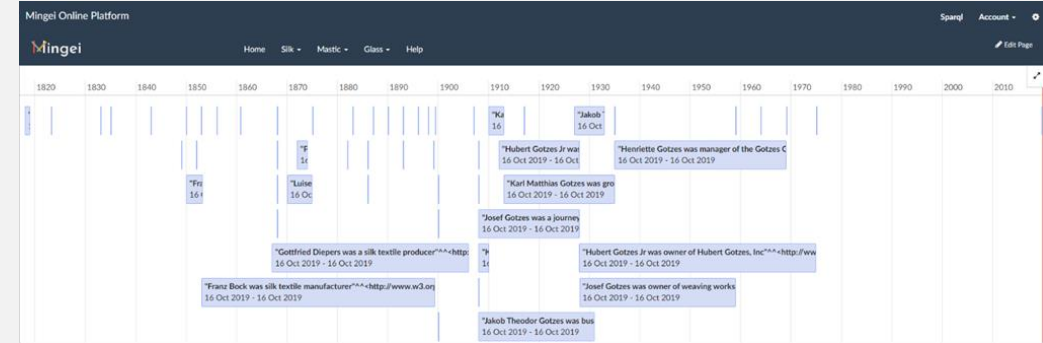 Mingei Online Platform
Sparql Account
Mingei
Home Silk Mastic Glass Help
Edit Page
1820 1830 1840 1850 1860 1870 1880 1890 1900 1910 1920 1930 1940 1950 1960 1970 1980 1990 2000 2010
"Ka "Jakob
16 16 Oct
"F "Hubert Gotzes Jr was "Henriette Gotzes was manager of the Gotzes C
16 Oct 2019 - 16 Oct 16 Oct 2019 - 16 Oct 2019
"Fra "Luise "Karl Matthias Gotzes was gro
16 16 Oc 16 Oct 2019 - 16 Oct 2019
"Josef Gotzes was a journey
16 Oct 2019 - 16 Oct 2019
"Gottfried Diepers was a silk textile producer"^^<http: "H "Hubert Gotzes Jr was owner of Hubert Gotzes, Inc"^^<http://ww
16 Oct 2019 - 16 Oct 2019 16 Oct 2019 - 16 Oct 2019
"Franz Bock was silk textile manufacturer"^^<http://www.w3.org "Josef Gotzes was owner of weaving works
16 Oct 2019 - 16 Oct 2019 16 Oct 2019 - 16 Oct 2019
"Jakob Theodor Gotzes was bus
16 Oct 2019 - 16 Oct 2019